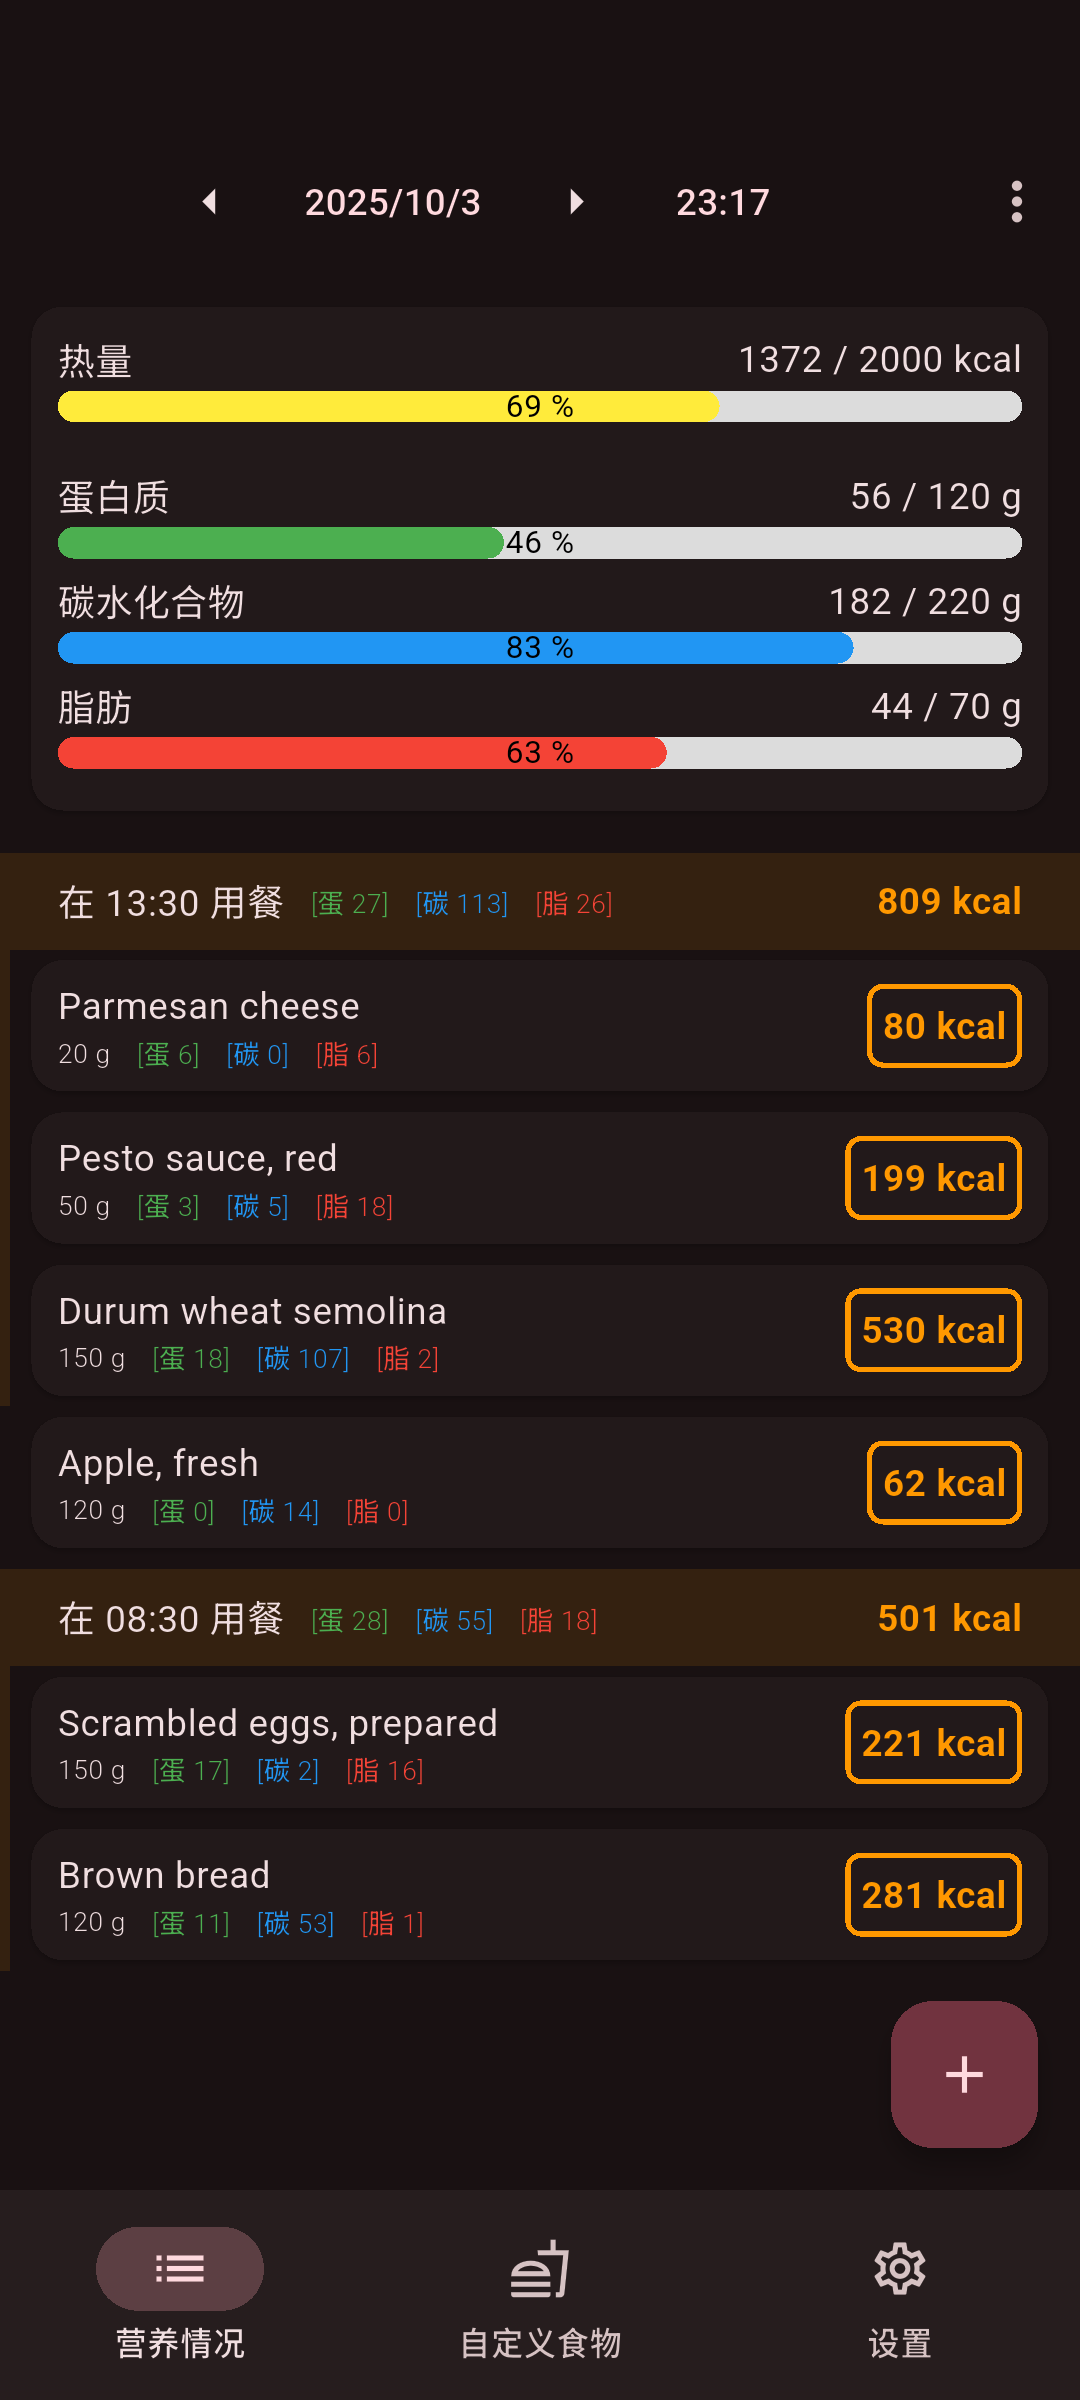 2025/10/3 23:17
热量 1372 / 2000 kcal
69 %
蛋白质 56 / 120 g
46 %
碳水化合物 182 / 220 g
83 %
脂肪 44 / 70 g
63 %
在 13:30 用餐 [蛋 27] [碳 113] [脂 26] 809 kcal
Parmesan cheese
20 g [蛋 6] [碳 0] [脂 6]
80 kcal
Pesto sauce, red
50 g [蛋 3] [碳 5] [脂 18]
199 kcal
Durum wheat semolina
150 g [蛋 18] [碳 107] [脂 2]
530 kcal
Apple, fresh
120 g [蛋 0] [碳 14] [脂 0]
62 kcal
在 08:30 用餐 [蛋 28] [碳 55] [脂 18] 501 kcal
Scrambled eggs, prepared
150 g [蛋 17] [碳 2] [脂 16]
221 kcal
Brown bread
120 g [蛋 11] [碳 53] [脂 1]
281 kcal
营养情况 自定义食物 设置